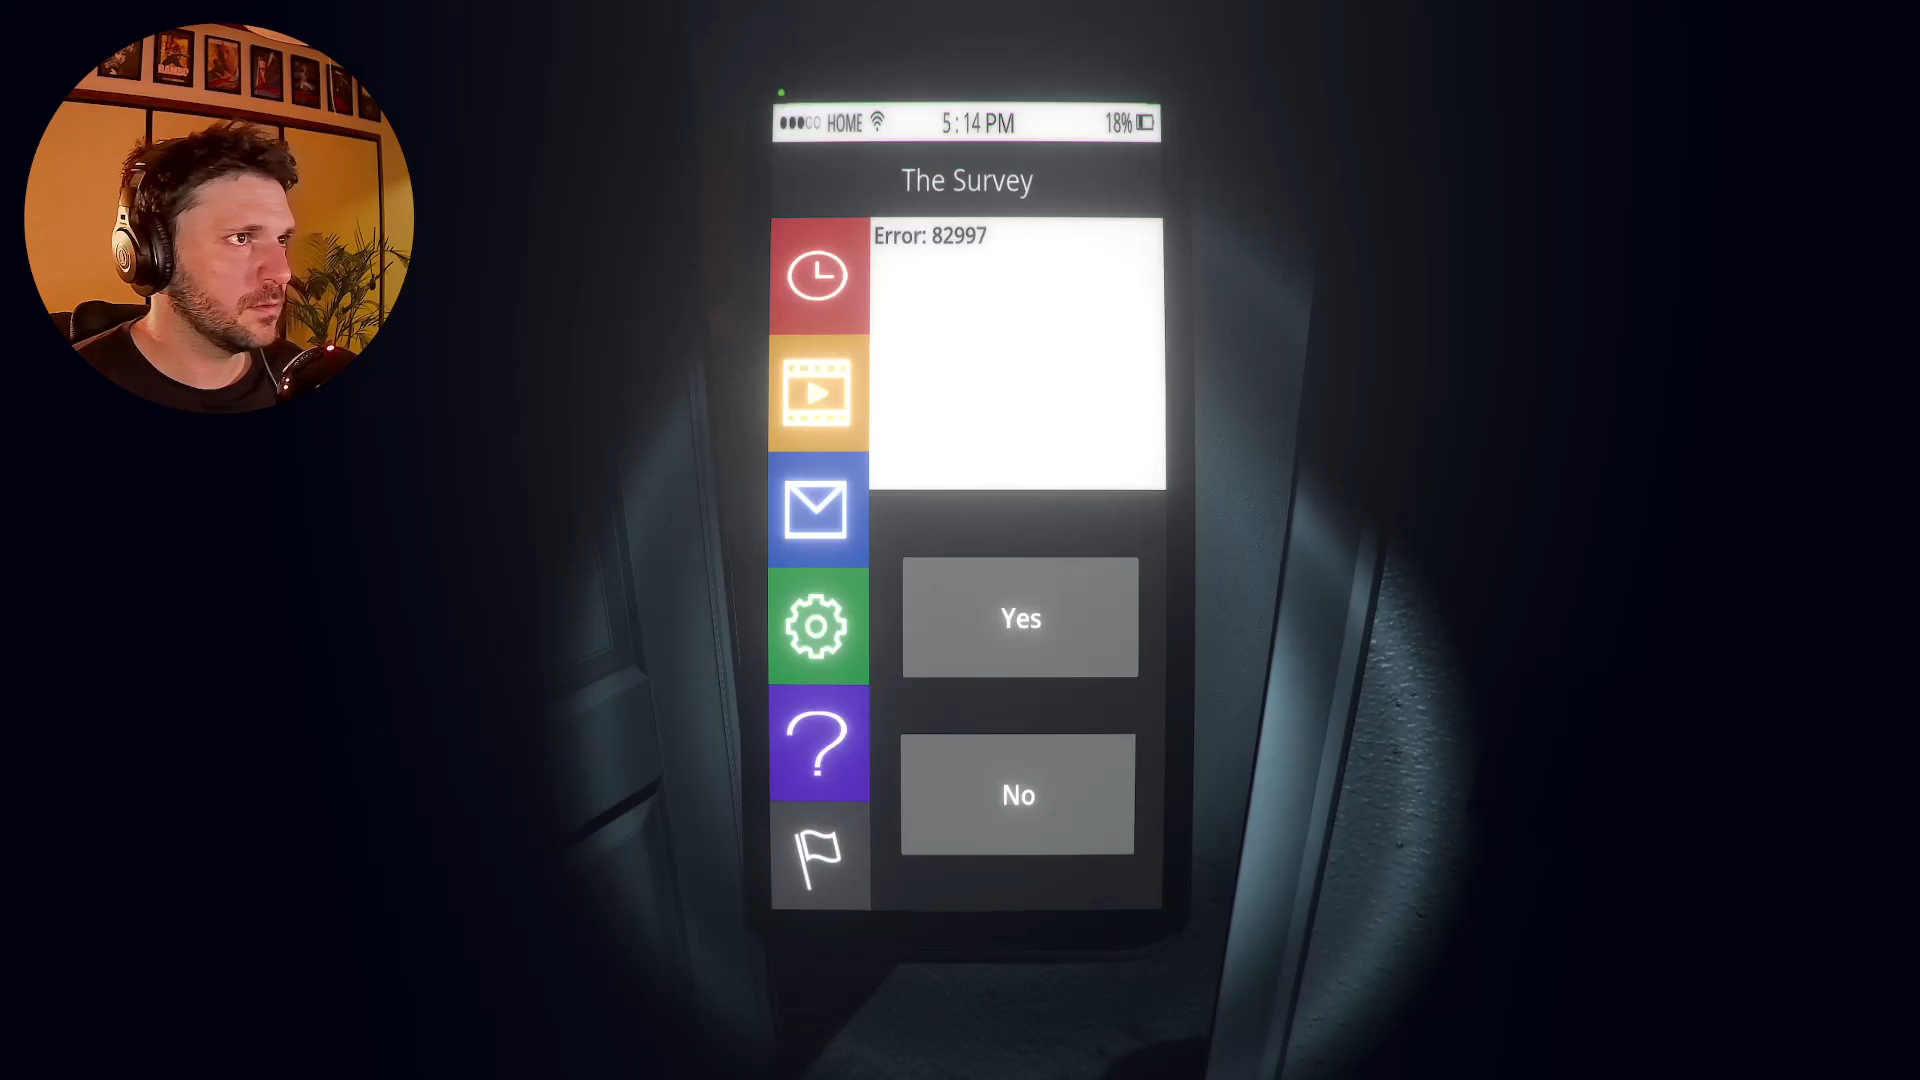 HOME 5:14 PM 18%
The Survey
Error: 82997
Yes
No